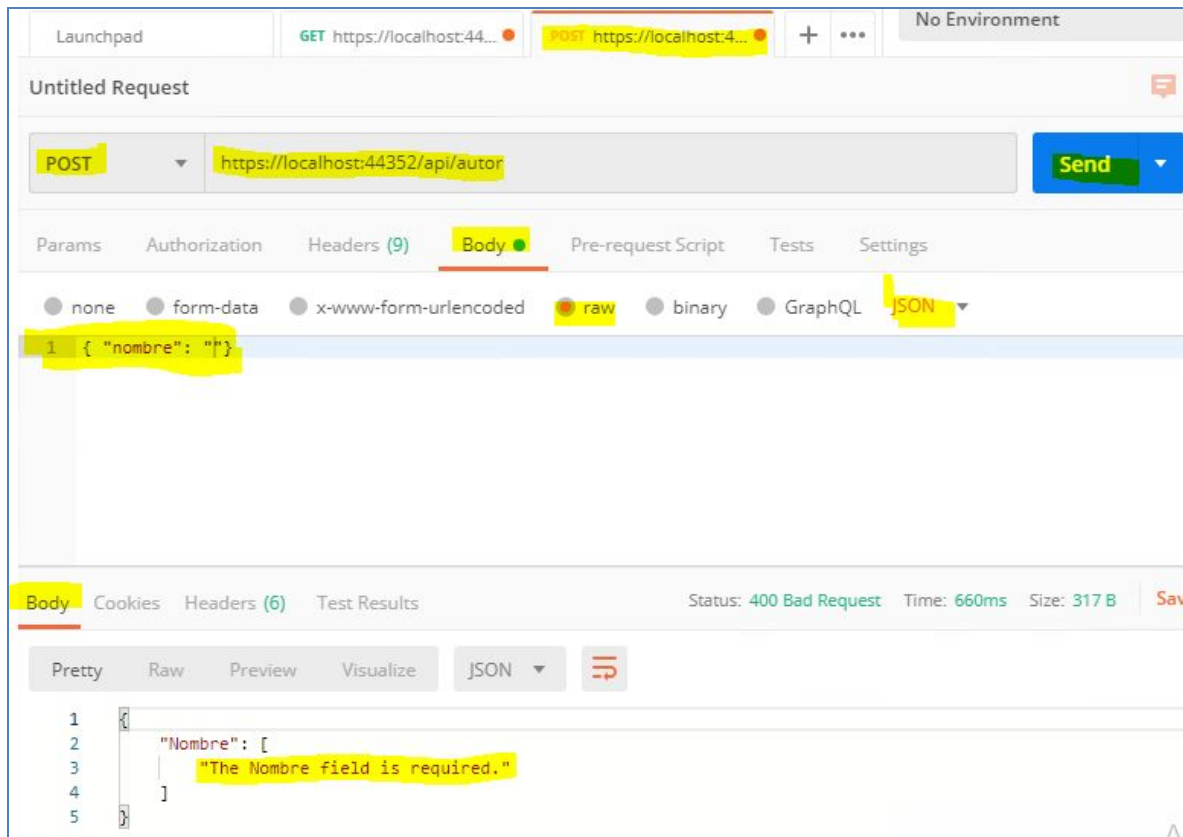 Launchpad GET https://localhost:44... POST https://localhost:4... + ••• No Environment
Untitled Request
POST https://localhost:44352/api/autor Send
Params Authorization Headers (9) Body Pre-request Script Tests Settings
none form-data x-www-form-urlencoded raw binary GraphQL JSON
1 { "nombre": ""}
Body Cookies Headers (6) Test Results Status: 400 Bad Request Time: 660ms Size: 317 B Sav
Pretty Raw Preview Visualize JSON
1 {
2 "Nombre": [
3 "The Nombre field is required."
4 ]
5 }